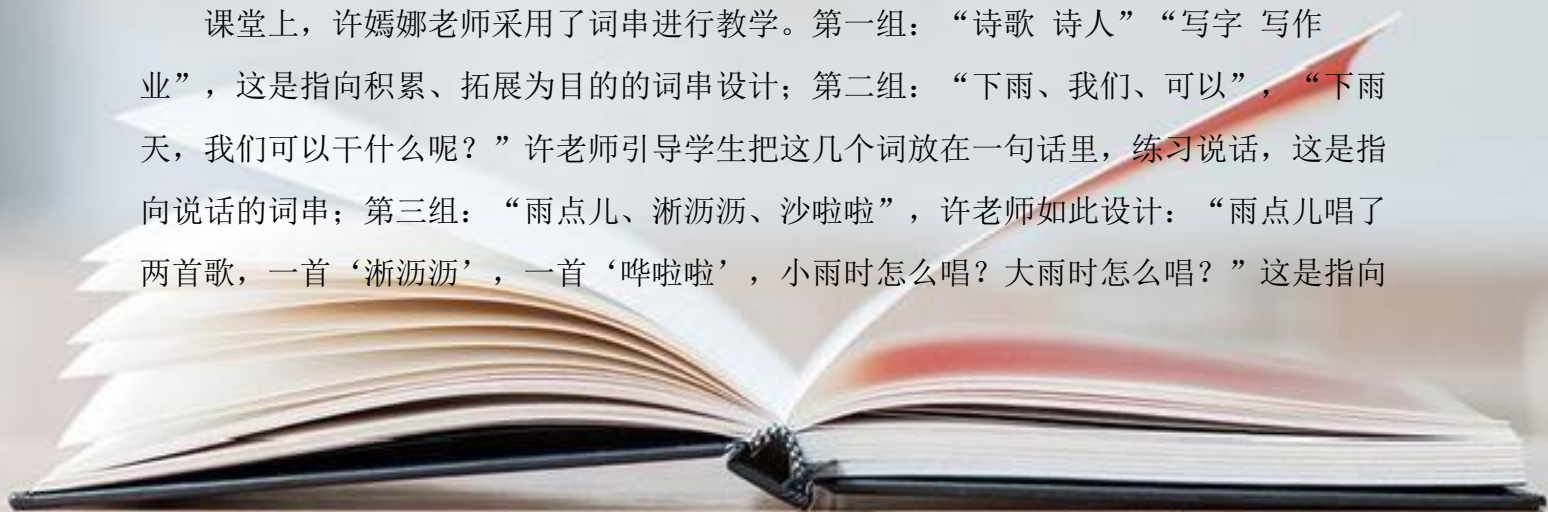 课堂上，许嫣娜老师采用了词串进行教学。第一组：“诗歌 诗人”“写字 写作
业”，这是指向积累、拓展为目的的词串设计；第二组：“下雨、我们、可以”，“下雨
天，我们可以干什么呢？”许老师引导学生把这几个词放在一句话里，练习说话，这是指
向说话的词串；第三组：“雨点儿、淅沥沥、沙啦啦”，许老师如此设计：“雨点儿唱了
两首歌，一首‘淅沥沥’，一首‘哗啦啦’，小雨时怎么唱？大雨时怎么唱？”这是指向